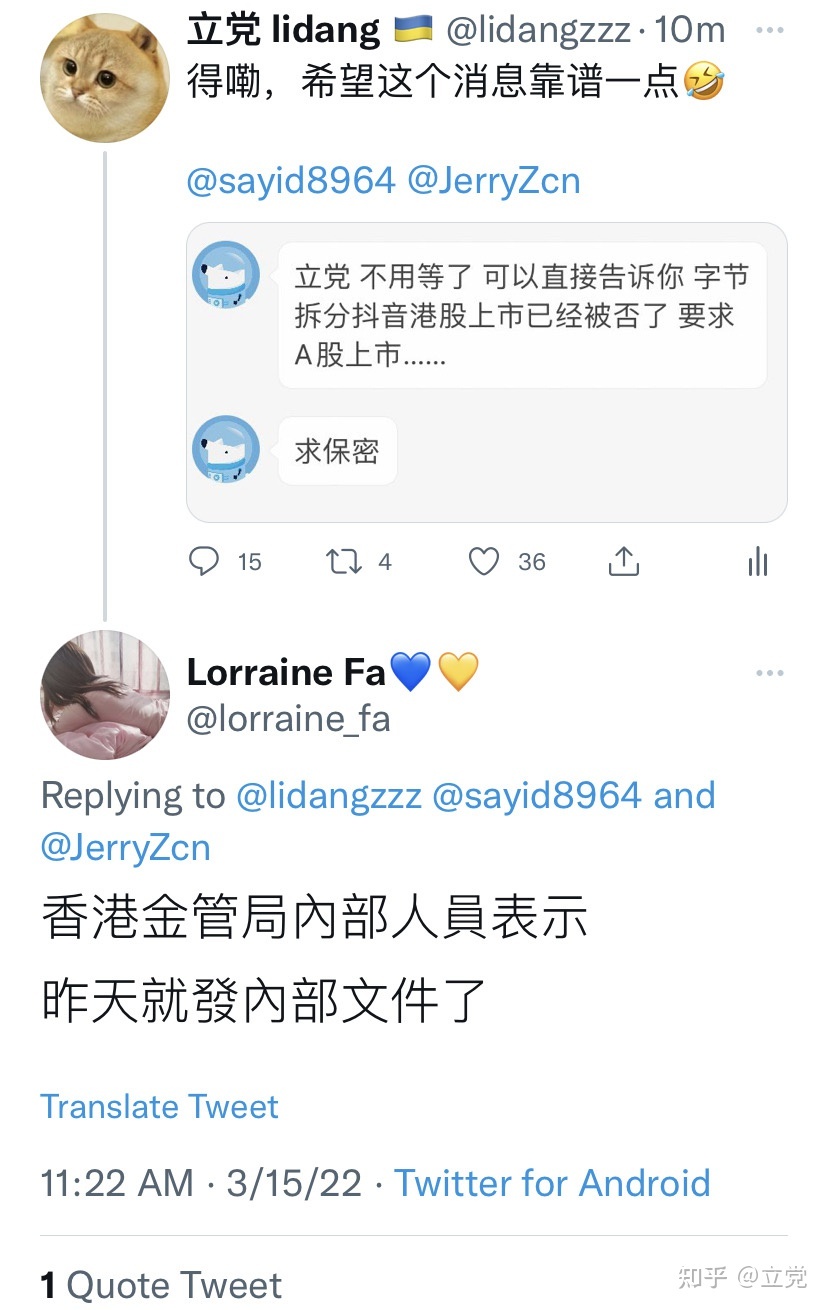 立党 lidang 🇺🇦 @lidangzzz · 10m
得嘞，希望这个消息靠谱一点🤣
@sayid8964 @JerryZcn
立党 不用等了 可以直接告诉你 字节
拆分抖音港股上市已经被否了 要求
A股上市......
求保密
15 4 36
Lorraine Fa💙💛
@lorraine_fa
Replying to @lidangzzz @sayid8964 and
@JerryZcn
香港金管局內部人員表示
昨天就發內部文件了
Translate Tweet
11:22 AM · 3/15/22 · Twitter for Android
1 Quote Tweet
知乎 @立党